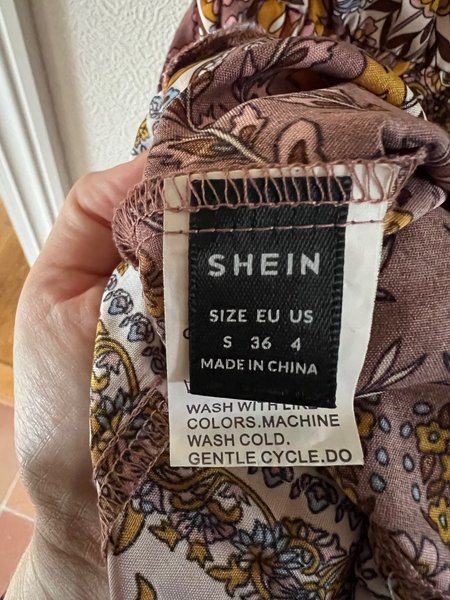 SHEIN
SIZE EU US
S 36 4
MADE IN CHINA
WASH WITH LIKE
COLORS.MACHINE
WASH COLD.
GENTLE CYCLE.DO